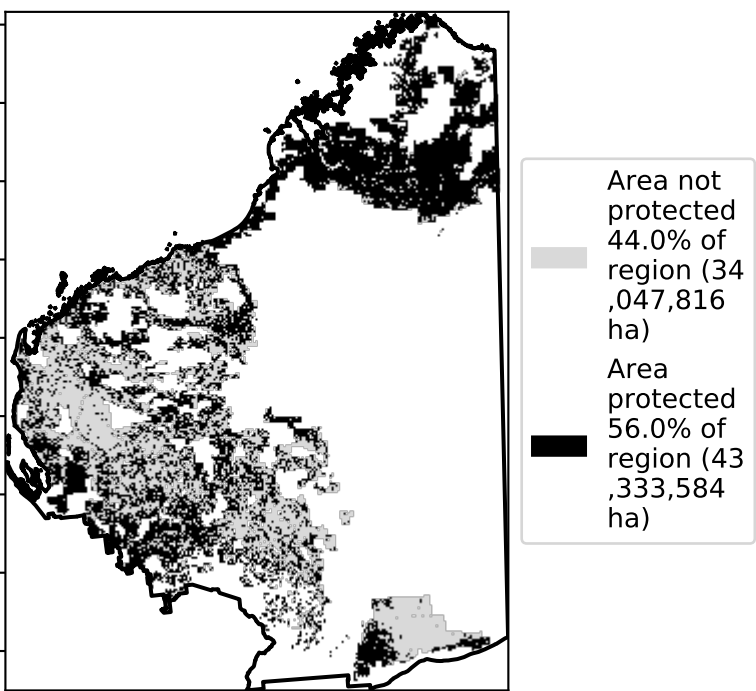 Area not
protected
44.0% of
region (34
,047,816
ha)
Area
protected
56.0% of
region (43
,333,584
ha)